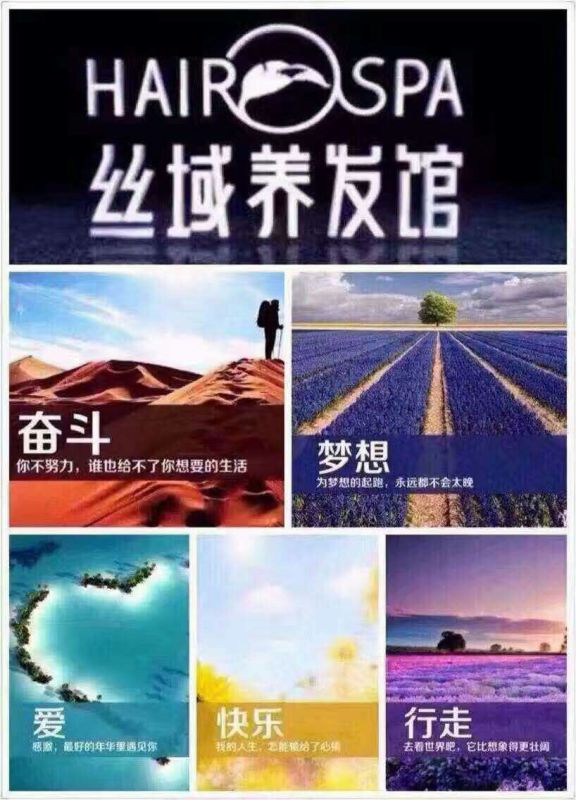 HAIR SPA
丝域养发馆
奋斗
你不努力，谁也给不了你想要的生活
梦想
为梦想的起跑，永远都不会太晚
爱
感激，最好的年华里遇见你
快乐
我的人生，怎能输给了心情
行走
去看世界吧，它比想象得更壮阔